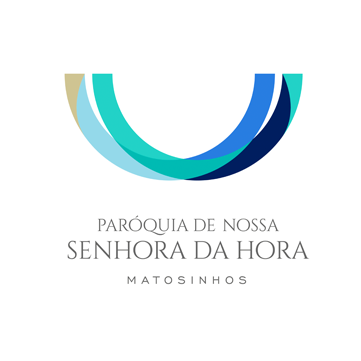 PARÓQUIA DE NOSSA
SENHORA DA HORA
MATOSINHOS